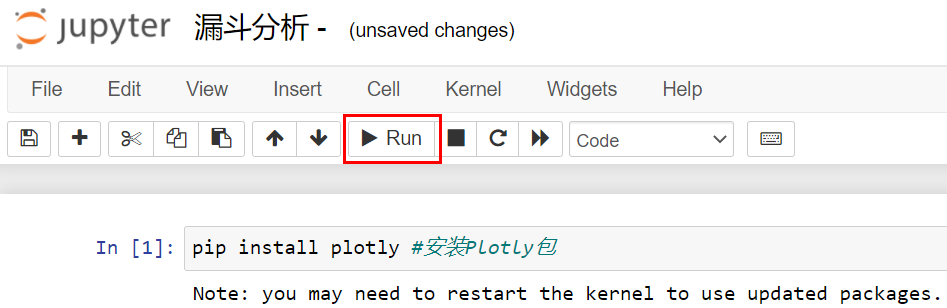 jupyter 漏斗分析 - (unsaved changes)
File Edit View Insert Cell Kernel Widgets Help
Run Code
In [1]: pip install plotly #安装Plotly包
Note: you may need to restart the kernel to use updated packages.